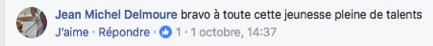 Jean Michel Delmoure bravo à toute cette jeunesse pleine de talents
J'aime · Répondre · 1 · 1 octobre, 14:37